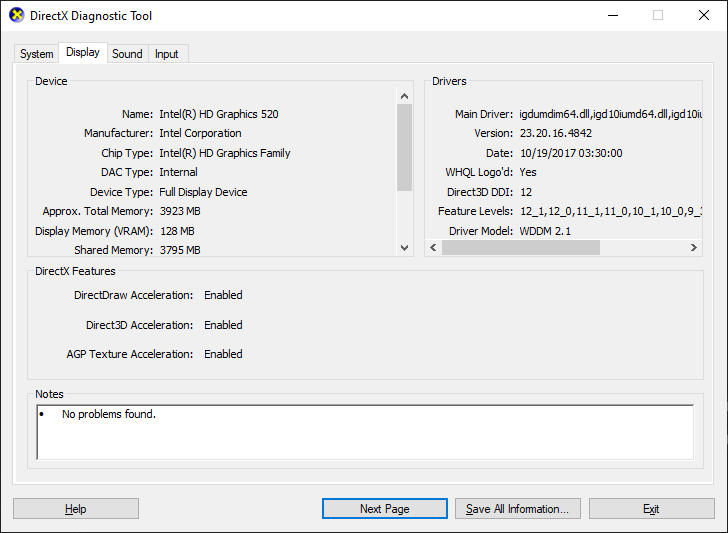 DirectX Diagnostic Tool
System Display Sound Input
Device
Name: Intel(R) HD Graphics 520
Manufacturer: Intel Corporation
Chip Type: Intel(R) HD Graphics Family
DAC Type: Internal
Device Type: Full Display Device
Approx. Total Memory: 3923 MB
Display Memory (VRAM): 128 MB
Shared Memory: 3795 MB
Drivers
Main Driver: igdumdim64.dll,igd10iumd64.dll,igd10iu
Version: 23.20.16.4842
Date: 10/19/2017 03:30:00
WHQL Logo'd: Yes
Direct3D DDI: 12
Feature Levels: 12_1,12_0,11_1,11_0,10_1,10_0,9_3
Driver Model: WDDM 2.1
DirectX Features
DirectDraw Acceleration: Enabled
Direct3D Acceleration: Enabled
AGP Texture Acceleration: Enabled
Notes
• No problems found.
Help Next Page Save All Information... Exit